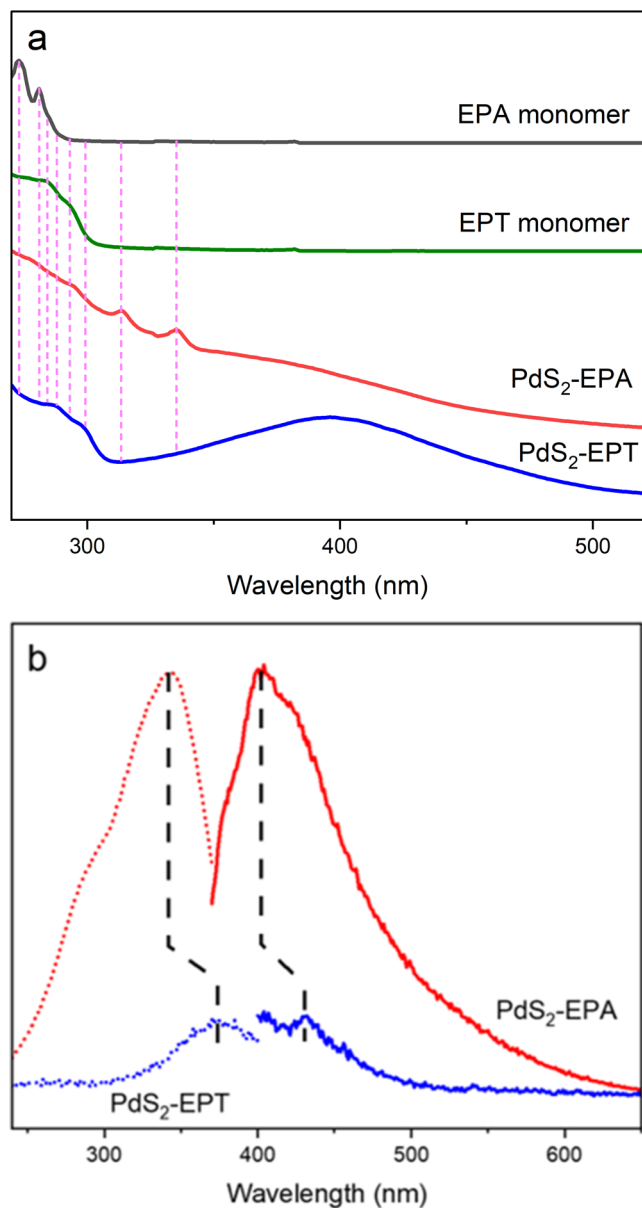 a
EPA monomer
EPT monomer
PdS₂-EPA
PdS₂-EPT
300
400
500
Wavelength (nm)
b
PdS₂-EPA
PdS₂-EPT
300
400
500
600
Wavelength (nm)